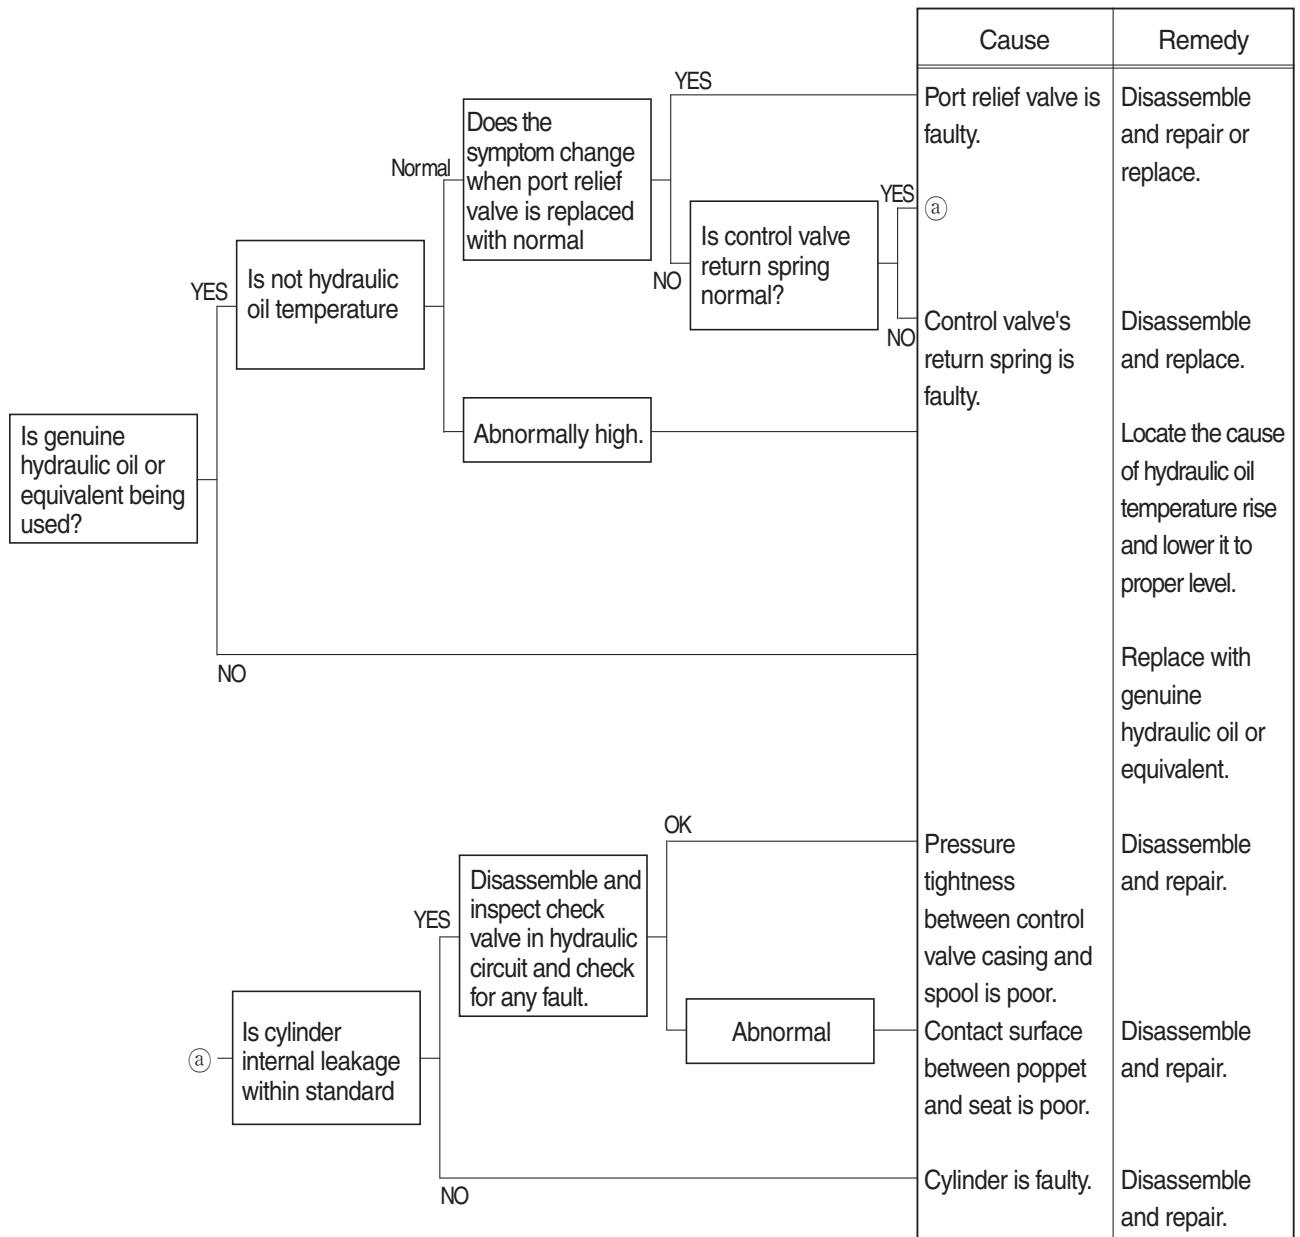 Cause
Remedy
YES
Port relief valve is
faulty.
Disassemble
and repair or
replace.
Does the
symptom change
when port relief
valve is replaced
with normal
Normal
YES
ⓐ
Is control valve
return spring
normal?
NO
Is not hydraulic
oil temperature
YES
NO
Control valve's
return spring is
faulty.
Disassemble
and replace.
Abnormally high.
Is genuine
hydraulic oil or
equivalent being
used?
Locate the cause
of hydraulic oil
temperature rise
and lower it to
proper level.
NO
Replace with
genuine
hydraulic oil or
equivalent.
OK
Pressure
tightness
between control
valve casing and
spool is poor.
Disassemble
and repair.
Disassemble and
inspect check
valve in hydraulic
circuit and check
for any fault.
YES
Abnormal
Contact surface
between poppet
and seat is poor.
Disassemble
and repair.
ⓐ
Is cylinder
internal leakage
within standard
NO
Cylinder is faulty.
Disassemble
and repair.